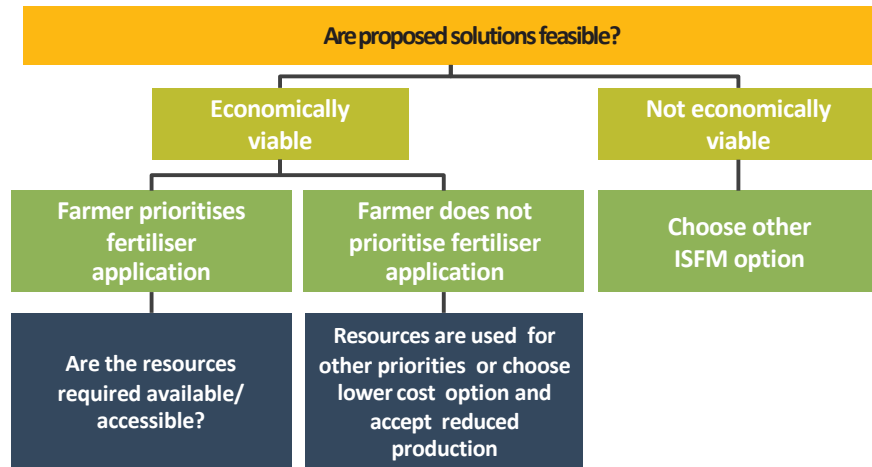 Are proposed solutions feasible?
Economically
viable
Not economically
viable
Farmer prioritises
fertiliser
application
Farmer does not
prioritise fertiliser
application
Choose other
ISFM option
Are the resources
required available/
accessible?
Resources are used for
other priorities or choose
lower cost option and
accept reduced
production